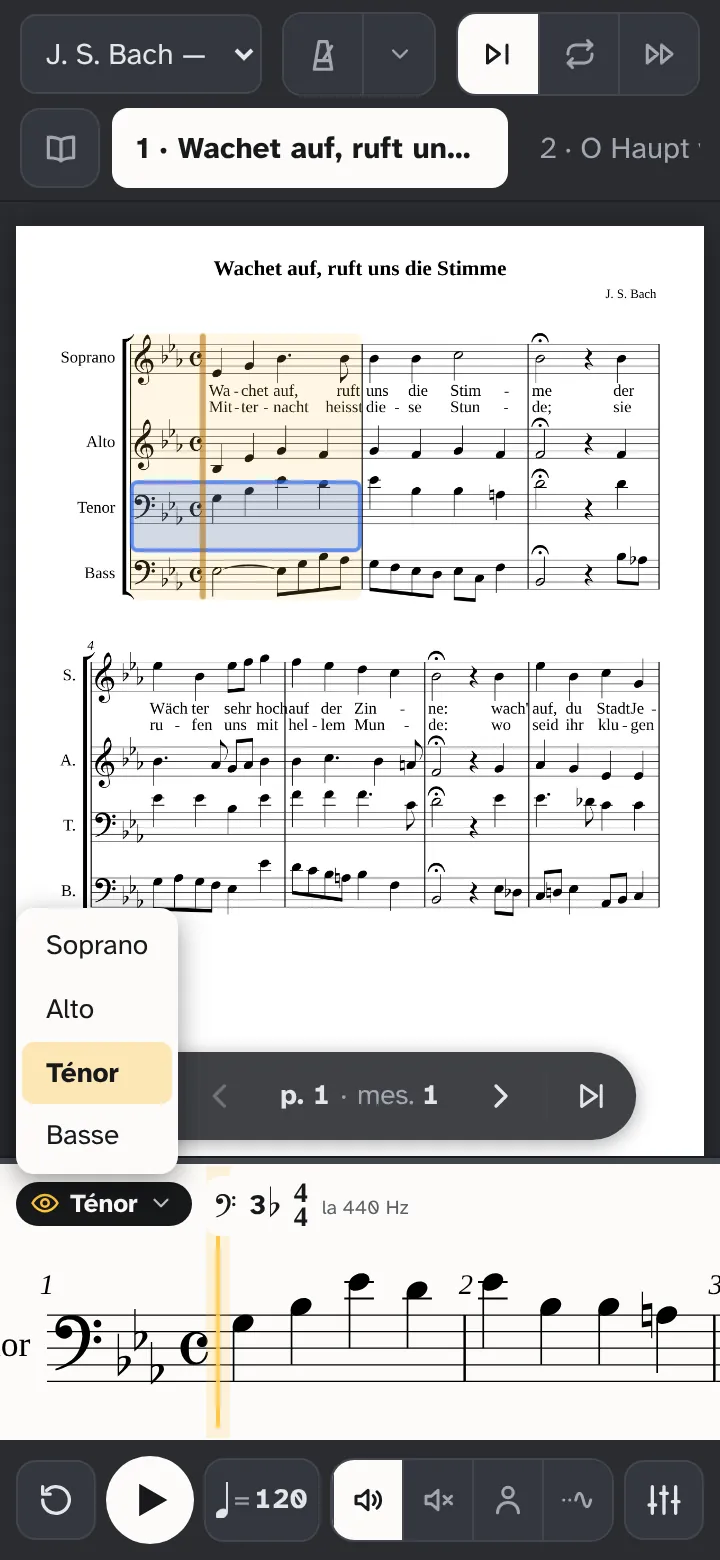 J. S. Bach —
1 · Wachet auf, ruft un...
2 · O Haupt
Wachet auf, ruft uns die Stimme
J. S. Bach
Soprano
Wa - chet auf, ruft uns die Stim - me der
Mit - ter - nacht heisst die - se Stun - de; sie
Alto
Tenor
Bass
4
S.
Wäch ter sehr hoch auf der Zin - ne: wach' auf, du Stadt Je -
ru - fen uns mit hel - lem Mun - de: wo seid ihr klu - gen
A.
T.
B.
Soprano
Alto
Ténor
Basse
p. 1 · mes. 1
Ténor
3♭ 4/4 la 440 Hz
1 2 3
or
= 120